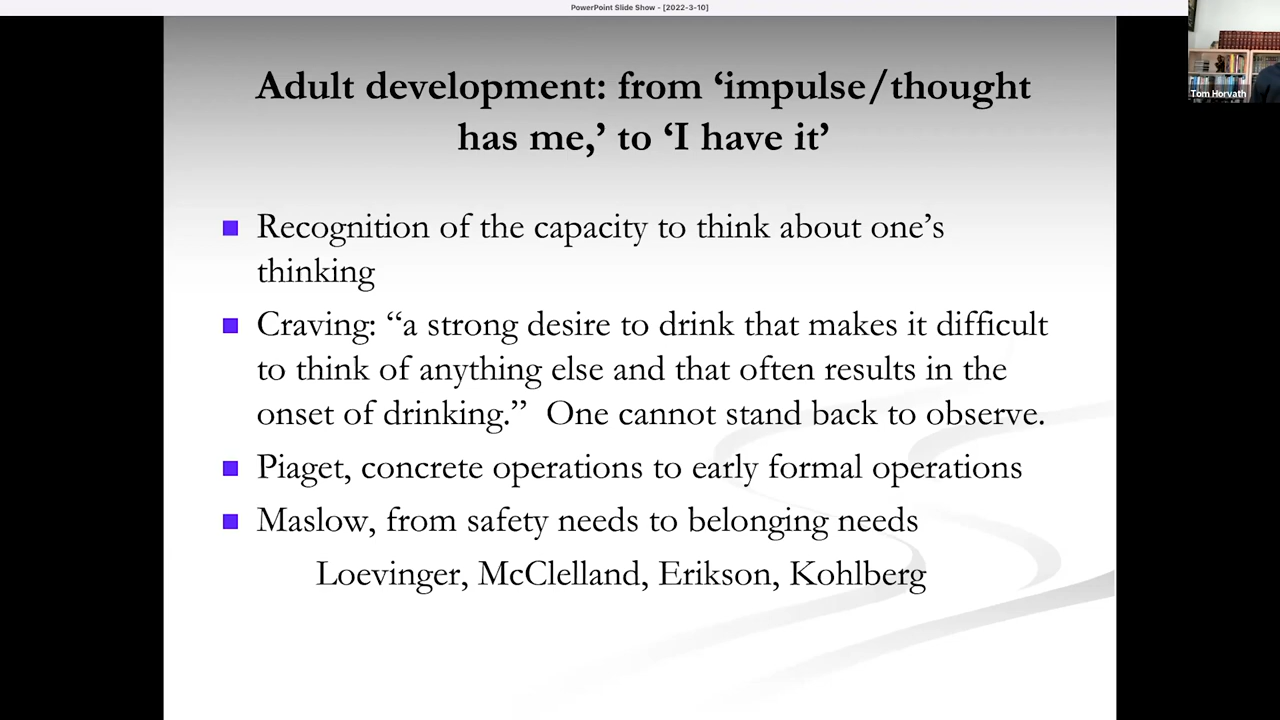 PowerPoint Slide Show - [2022-3-10]
Tom Horvath
Adult development: from ‘impulse/thought
has me,’ to ‘I have it’
Recognition of the capacity to think about one’s
thinking
Craving: “a strong desire to drink that makes it difficult
to think of anything else and that often results in the
onset of drinking.”  One cannot stand back to observe.
Piaget, concrete operations to early formal operations
Maslow, from safety needs to belonging needs
Loevinger, McClelland, Erikson, Kohlberg